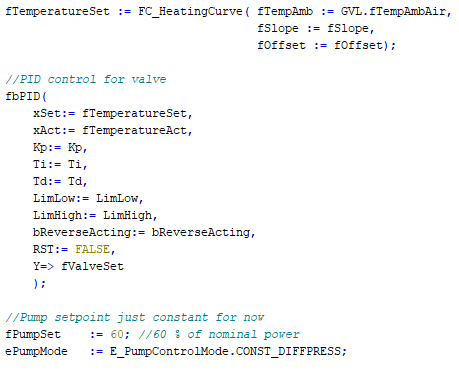 fTemperatureSet := FC_HeatingCurve( fTempAmb := GVL.fTempAmbAir,
fSlope := fSlope,
fOffset := fOffset);
//PID control for valve
fbPID(
xSet:= fTemperatureSet,
xAct:= fTemperatureAct,
Kp:= Kp,
Ti:= Ti,
Td:= Td,
LimLow:= LimLow,
LimHigh:= LimHigh,
bReverseActing:= bReverseActing,
RST:= FALSE,
Y=> fValveSet
);
//Pump setpoint just constant for now
fPumpSet := 60; //60 % of nominal power
ePumpMode := E_PumpControlMode.CONST_DIFFPRESS;